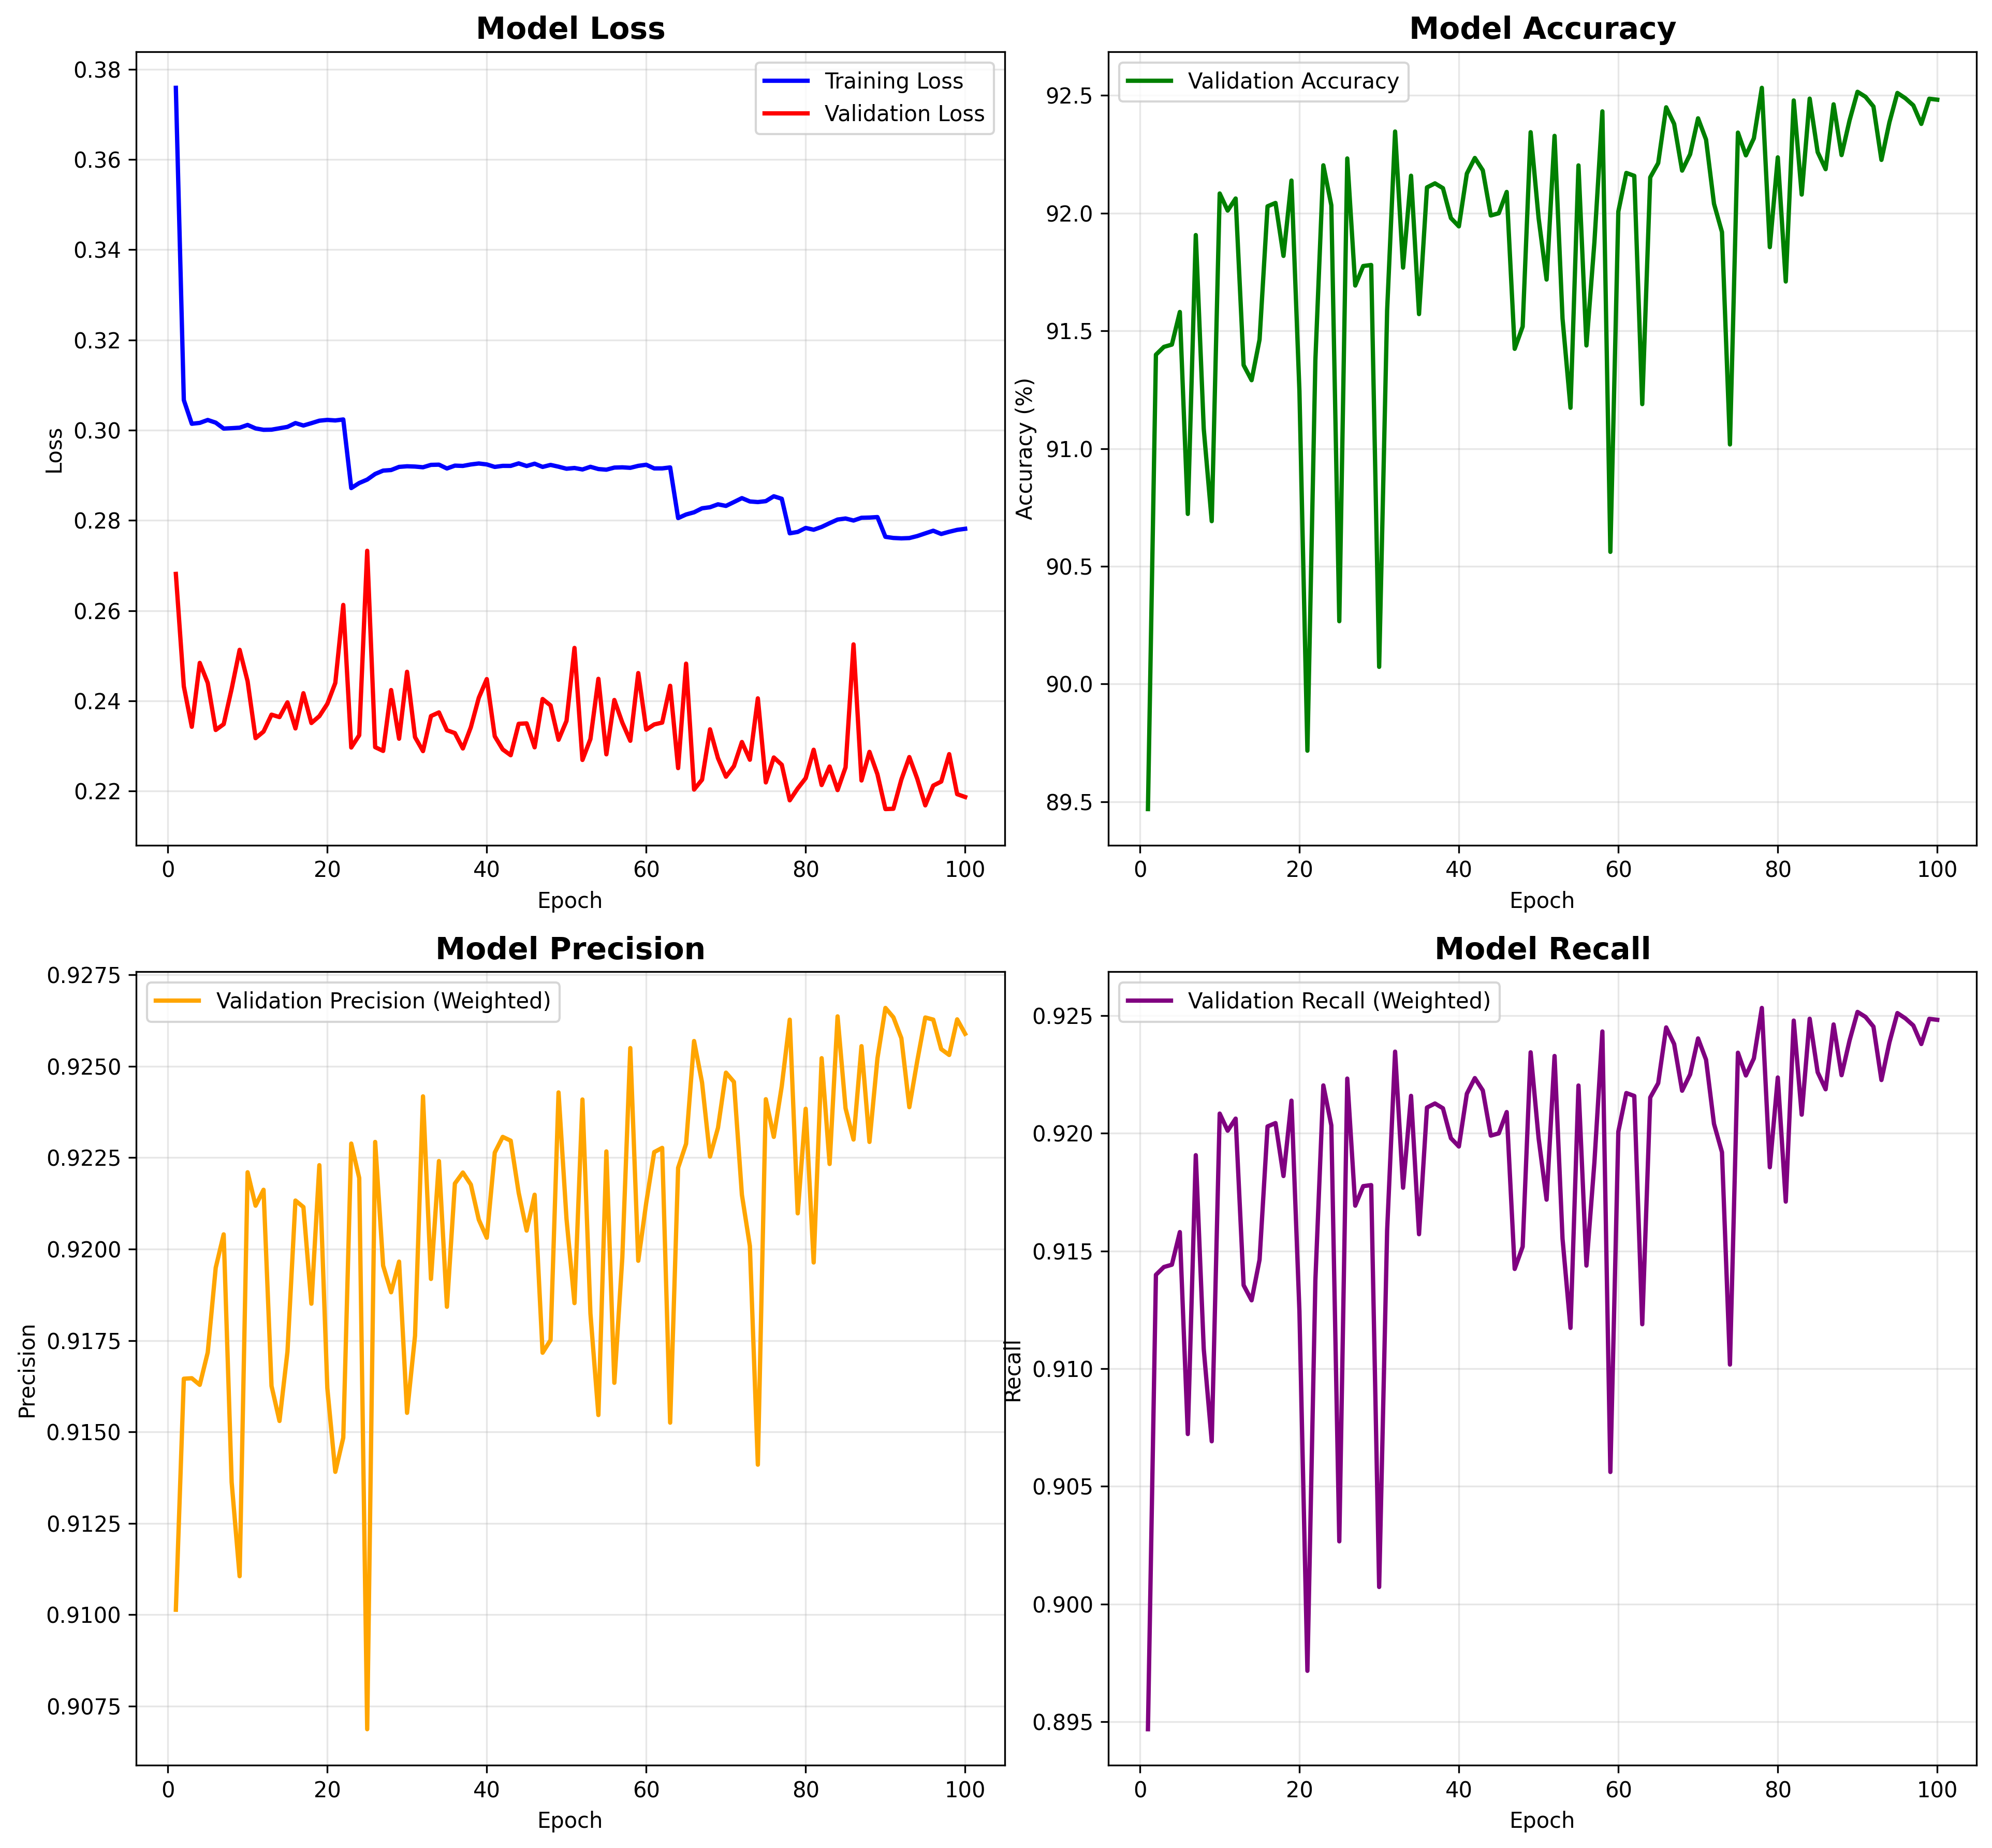 Model Loss
Training Loss
Validation Loss
Loss
0.38
0.36
0.34
0.32
0.30
0.28
0.26
0.24
0.22
0 20 40 60 80 100
Epoch
Model Accuracy
Validation Accuracy
Accuracy (%)
92.5
92.0
91.5
91.0
90.5
90.0
89.5
0 20 40 60 80 100
Epoch
Model Precision
Validation Precision (Weighted)
Precision
0.9275
0.9250
0.9225
0.9200
0.9175
0.9150
0.9125
0.9100
0.9075
0 20 40 60 80 100
Epoch
Model Recall
Validation Recall (Weighted)
Recall
0.925
0.920
0.915
0.910
0.905
0.900
0.895
0 20 40 60 80 100
Epoch